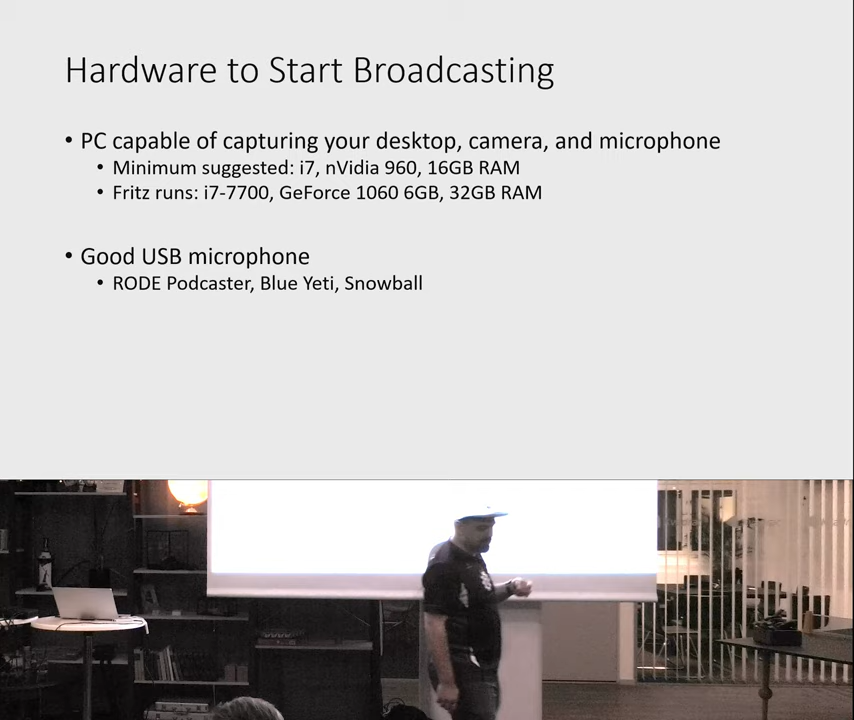 Hardware to Start Broadcasting
• PC capable of capturing your desktop, camera, and microphone
• Minimum suggested: i7, nVidia 960, 16GB RAM
• Fritz runs: i7-7700, GeForce 1060 6GB, 32GB RAM
• Good USB microphone
• RODE Podcaster, Blue Yeti, Snowball